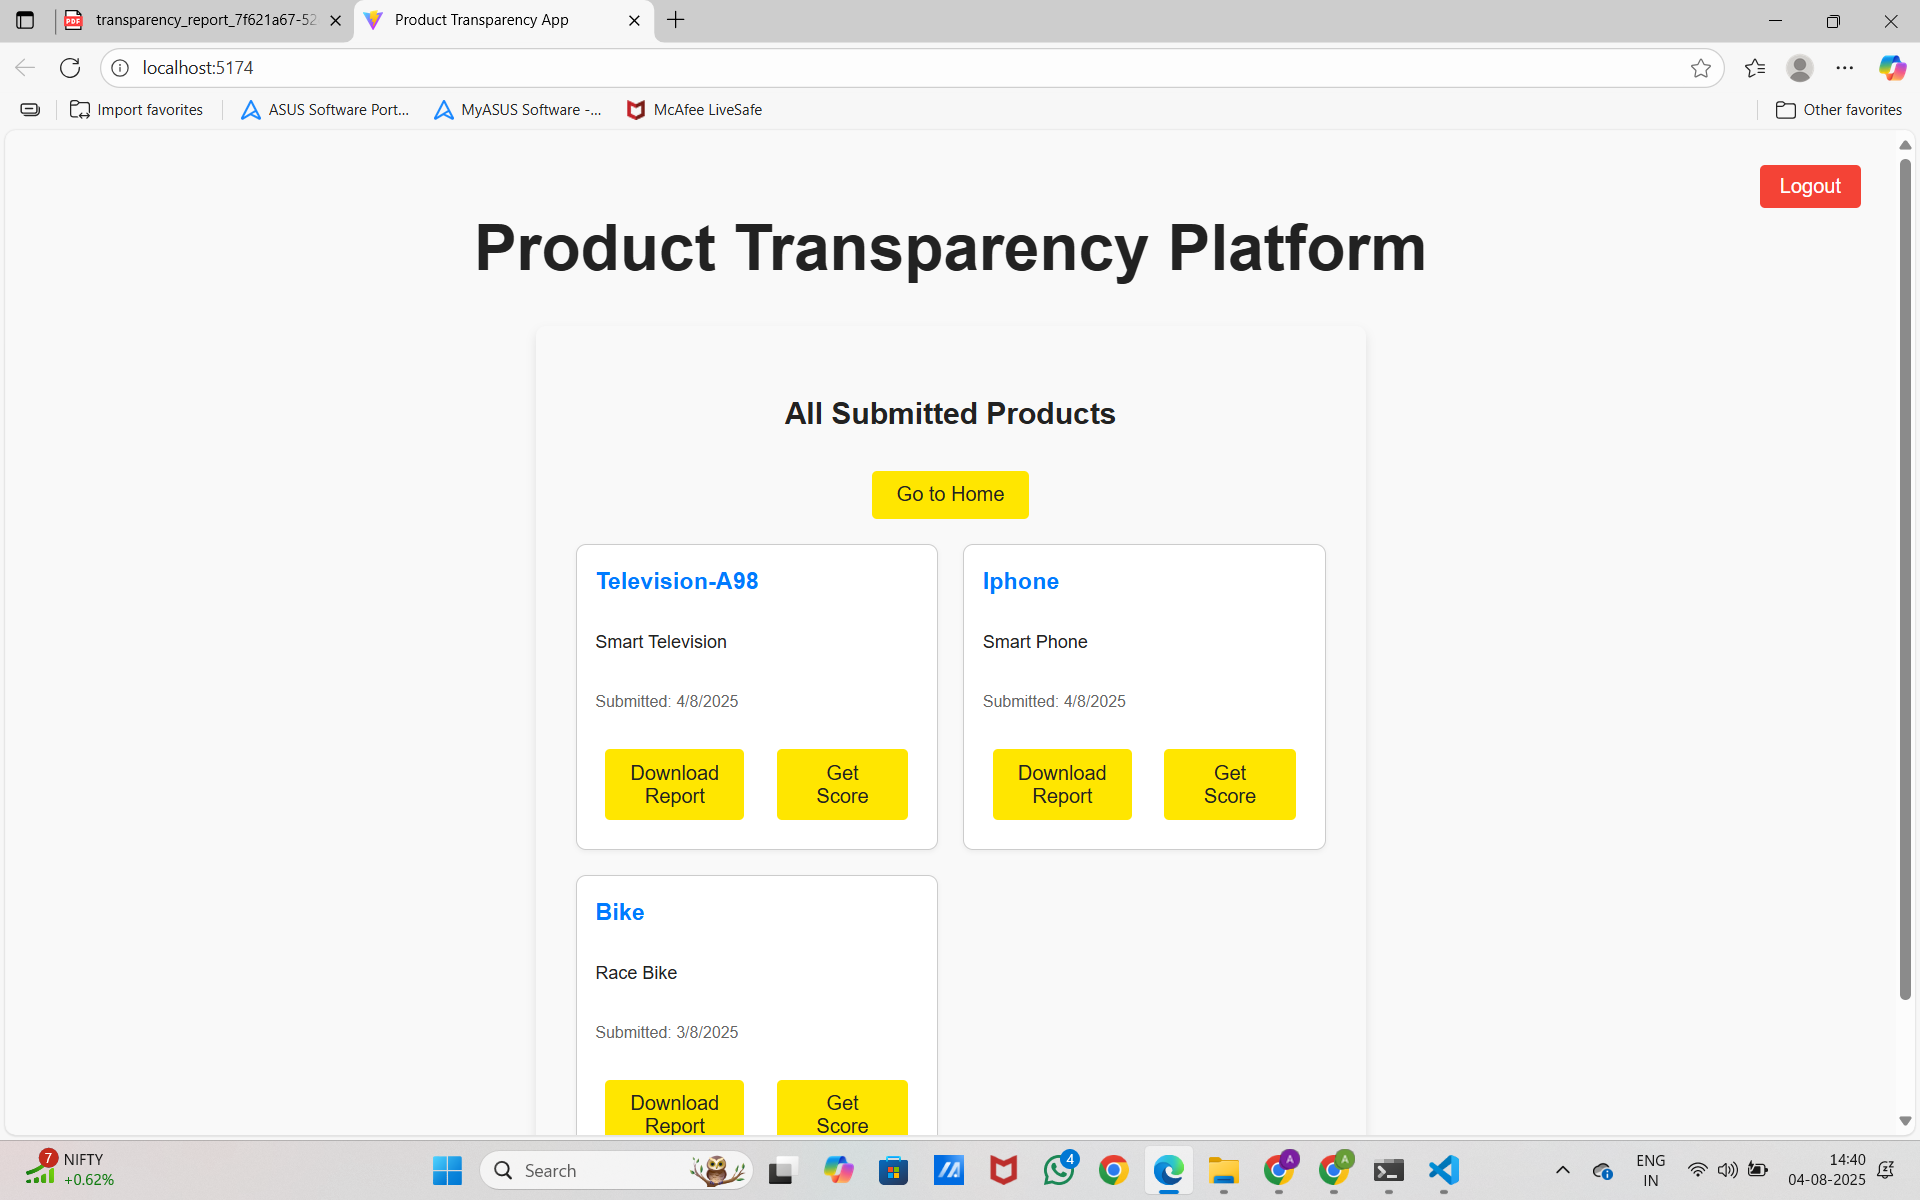 transparency_report_7f621a67-52
Product Transparency App
localhost:5174
Import favorites
ASUS Software Port...
MyASUS Software -...
McAfee LiveSafe
Other favorites
Logout
Product Transparency Platform
All Submitted Products
Go to Home
Television-A98
Smart Television
Submitted: 4/8/2025
Download
Report
Get
Score
Iphone
Smart Phone
Submitted: 4/8/2025
Download
Report
Get
Score
Bike
Race Bike
Submitted: 3/8/2025
Download
Report
Get
Score
7
NIFTY
+0.62%
Search
4
A
A
ENG
IN
14:40
04-08-2025